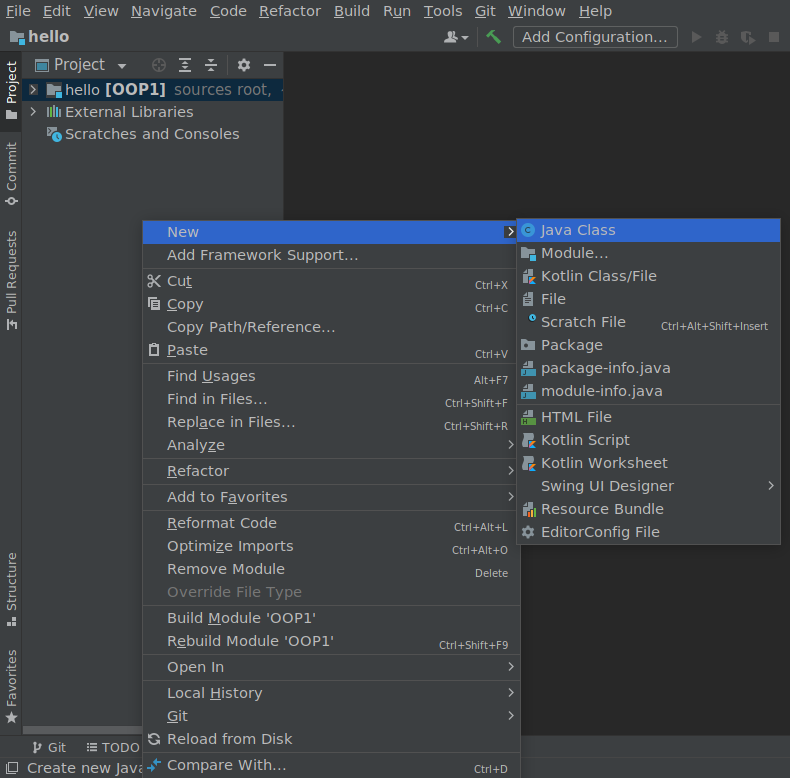 File Edit View Navigate Code Refactor Build Run Tools Git Window Help
hello
Add Configuration...
Project
Project
hello [OOP1] sources root,
External Libraries
Scratches and Consoles
Commit
Pull Requests
Structure
Favorites
New
Add Framework Support...
Cut Ctrl+X
Copy Ctrl+C
Copy Path/Reference...
Paste Ctrl+V
Find Usages Alt+F7
Find in Files... Ctrl+Shift+F
Replace in Files... Ctrl+Shift+R
Analyze
Refactor
Add to Favorites
Reformat Code Ctrl+Alt+L
Optimize Imports Ctrl+Alt+O
Remove Module Delete
Override File Type
Build Module 'OOP1'
Rebuild Module 'OOP1' Ctrl+Shift+F9
Open In
Local History
Git
Reload from Disk
Compare With... Ctrl+D
Java Class
Module...
Kotlin Class/File
File
Scratch File Ctrl+Alt+Shift+Insert
Package
package-info.java
module-info.java
HTML File
Kotlin Script
Kotlin Worksheet
Swing UI Designer
Resource Bundle
EditorConfig File
Git TODO
Create new Java